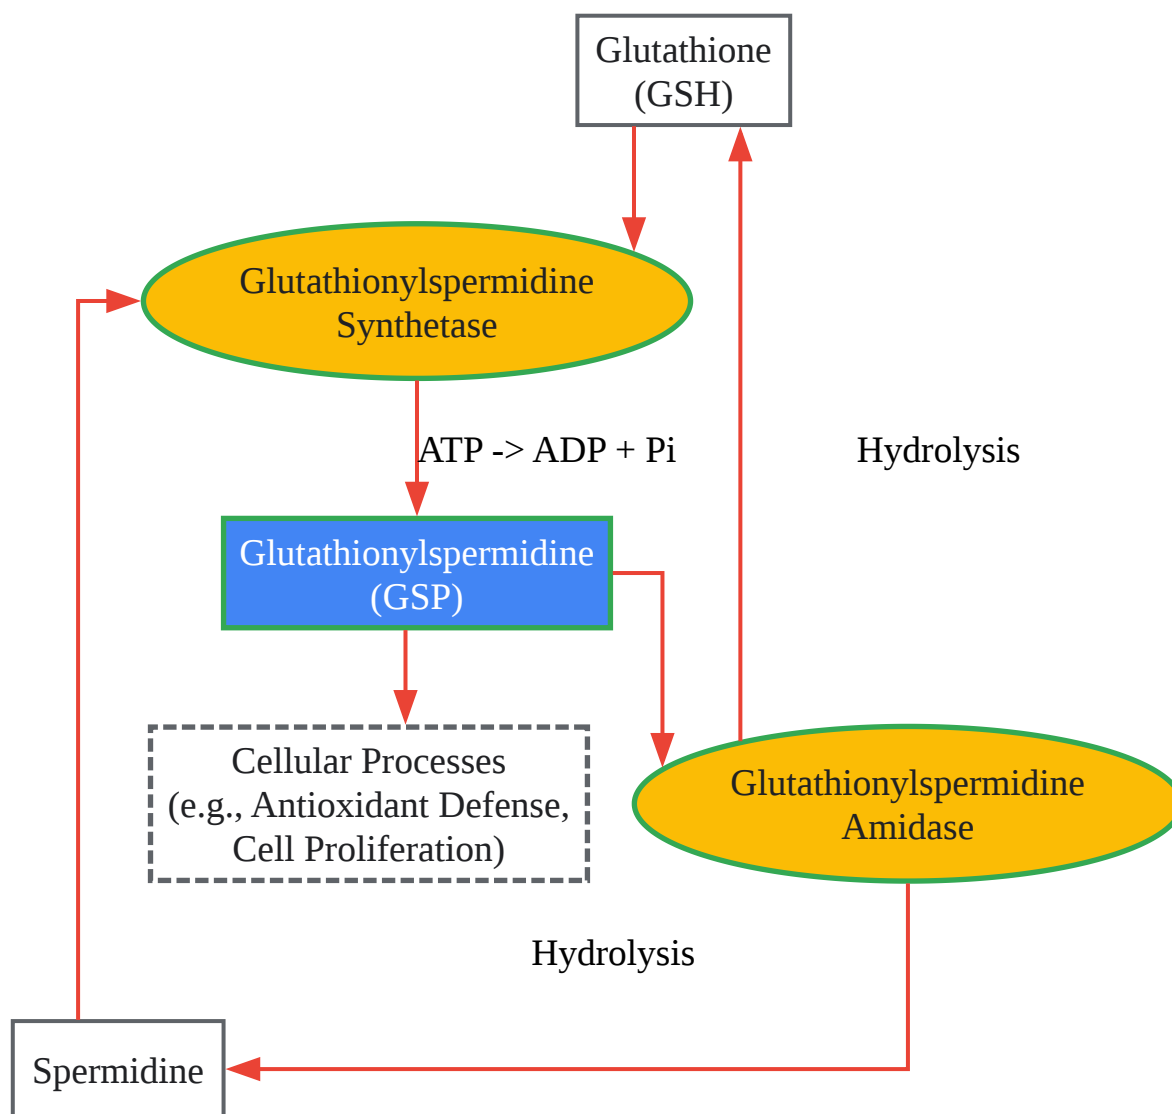 Glutathione
(GSH)
Glutathionylspermidine
Synthetase
ATP -> ADP + Pi
Hydrolysis
Glutathionylspermidine
(GSP)
Cellular Processes
(e.g., Antioxidant Defense,
Cell Proliferation)
Glutathionylspermidine
Amidase
Hydrolysis
Spermidine